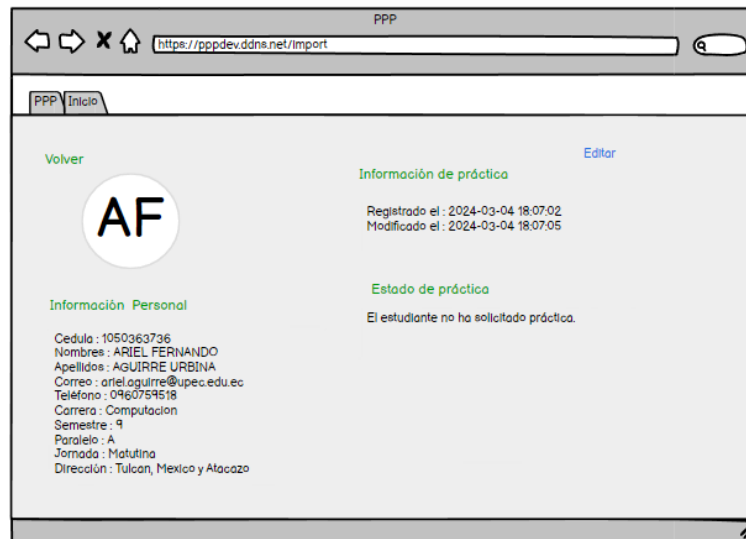 PPP
https://pppdev.ddns.net/import
PPP
Inicio
Volver
Editar
AF
Información de práctica
Registrado el : 2024-03-04 18:07:02
Modificado el : 2024-03-04 18:07:05
Estado de práctica
El estudiante no ha solicitado práctica.
Información Personal
Cedula : 1050363736
Nombres : ARIEL FERNANDO
Apellidos : AGUIRRE URBINA
Correo : ariel.aguirre@upec.edu.ec
Teléfono : 0960759518
Carrera : Computacion
Semestre : 9
Paralelo : A
Jornada : Matutina
Dirección : Tulcan, Mexico y Atacazo